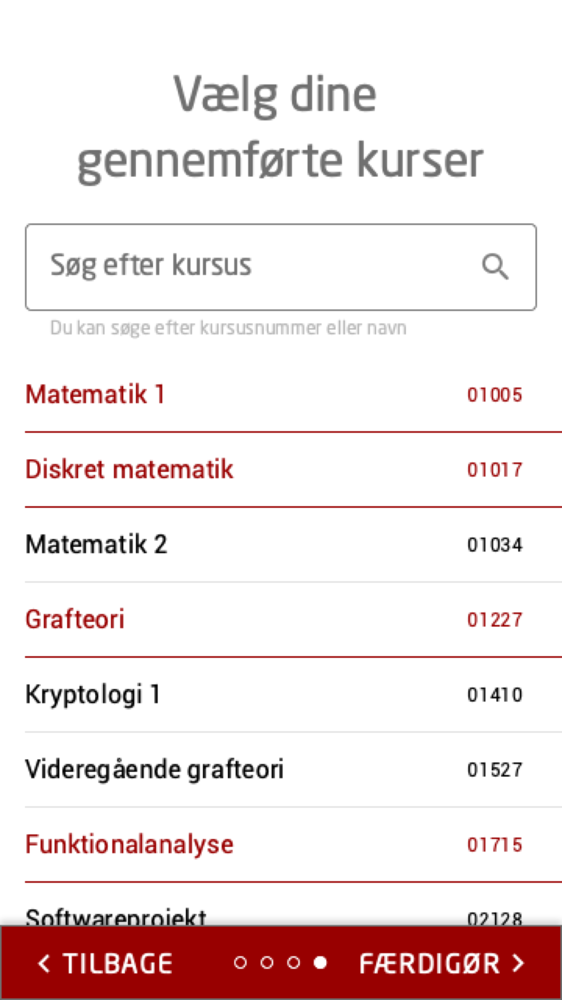 Vælg dine
gennemførte kurser
Søg efter kursus
Du kan søge efter kursusnummer eller navn
Matematik 1 01005
Diskret matematik 01017
Matematik 2 01034
Grafteori 01227
Kryptologi 1 01410
Videregående grafteori 01527
Funktionalanalyse 01715
Softwareprojekt 02128
TILBAGE FÆRDIGØR